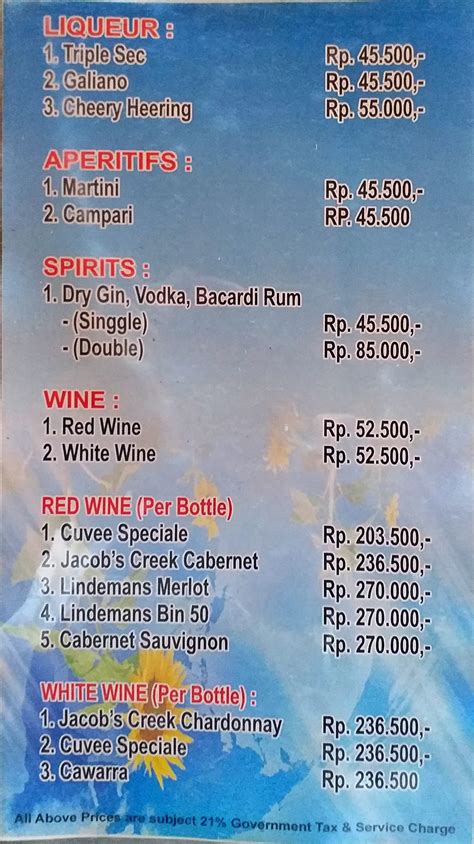 LIQUEUR :
1. Triple Sec Rp. 45.500,-
2. Galiano Rp. 45.500,-
3. Cheery Heering Rp. 55.000,-
APERITIFS :
1. Martini Rp. 45.500,-
2. Campari RP. 45.500
SPIRITS :
1. Dry Gin, Vodka, Bacardi Rum
- (Singgle) Rp. 45.500,-
- (Double) Rp. 85.000,-
WINE :
1. Red Wine Rp. 52.500,-
2. White Wine Rp. 52.500,-
RED WINE (Per Bottle)
1. Cuvee Speciale Rp. 203.500,-
2. Jacob's Creek Cabernet Rp. 236.500,-
3. Lindemans Merlot Rp. 270.000,-
4. Lindemans Bin 50 Rp. 270.000,-
5. Cabernet Sauvignon Rp. 270.000,-
WHITE WINE (Per Bottle) :
1. Jacob's Creek Chardonnay Rp. 236.500,-
2. Cuvee Speciale Rp. 236.500,-
3. Cawarra Rp. 236.500
All Above Prices are subject 21% Government Tax & Service Charge